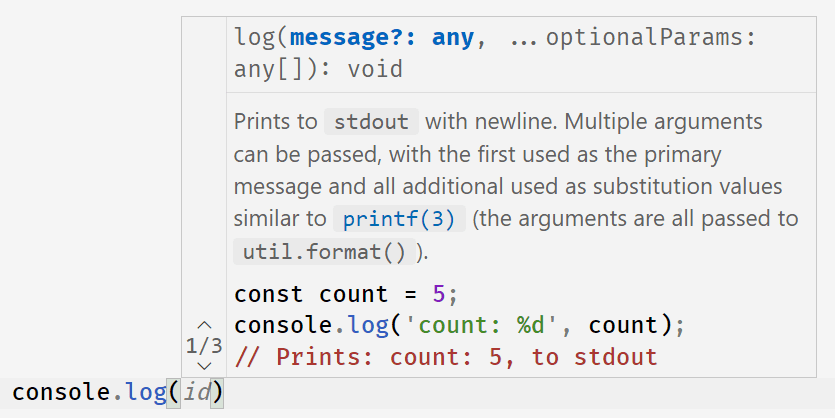 log(message?: any, ...optionalParams:
any[]): void
Prints to stdout with newline. Multiple arguments
can be passed, with the first used as the primary
message and all additional used as substitution values
similar to printf(3) (the arguments are all passed to
util.format()).
const count = 5;
console.log('count: %d', count);
// Prints: count: 5, to stdout
1/3
console.log(id)